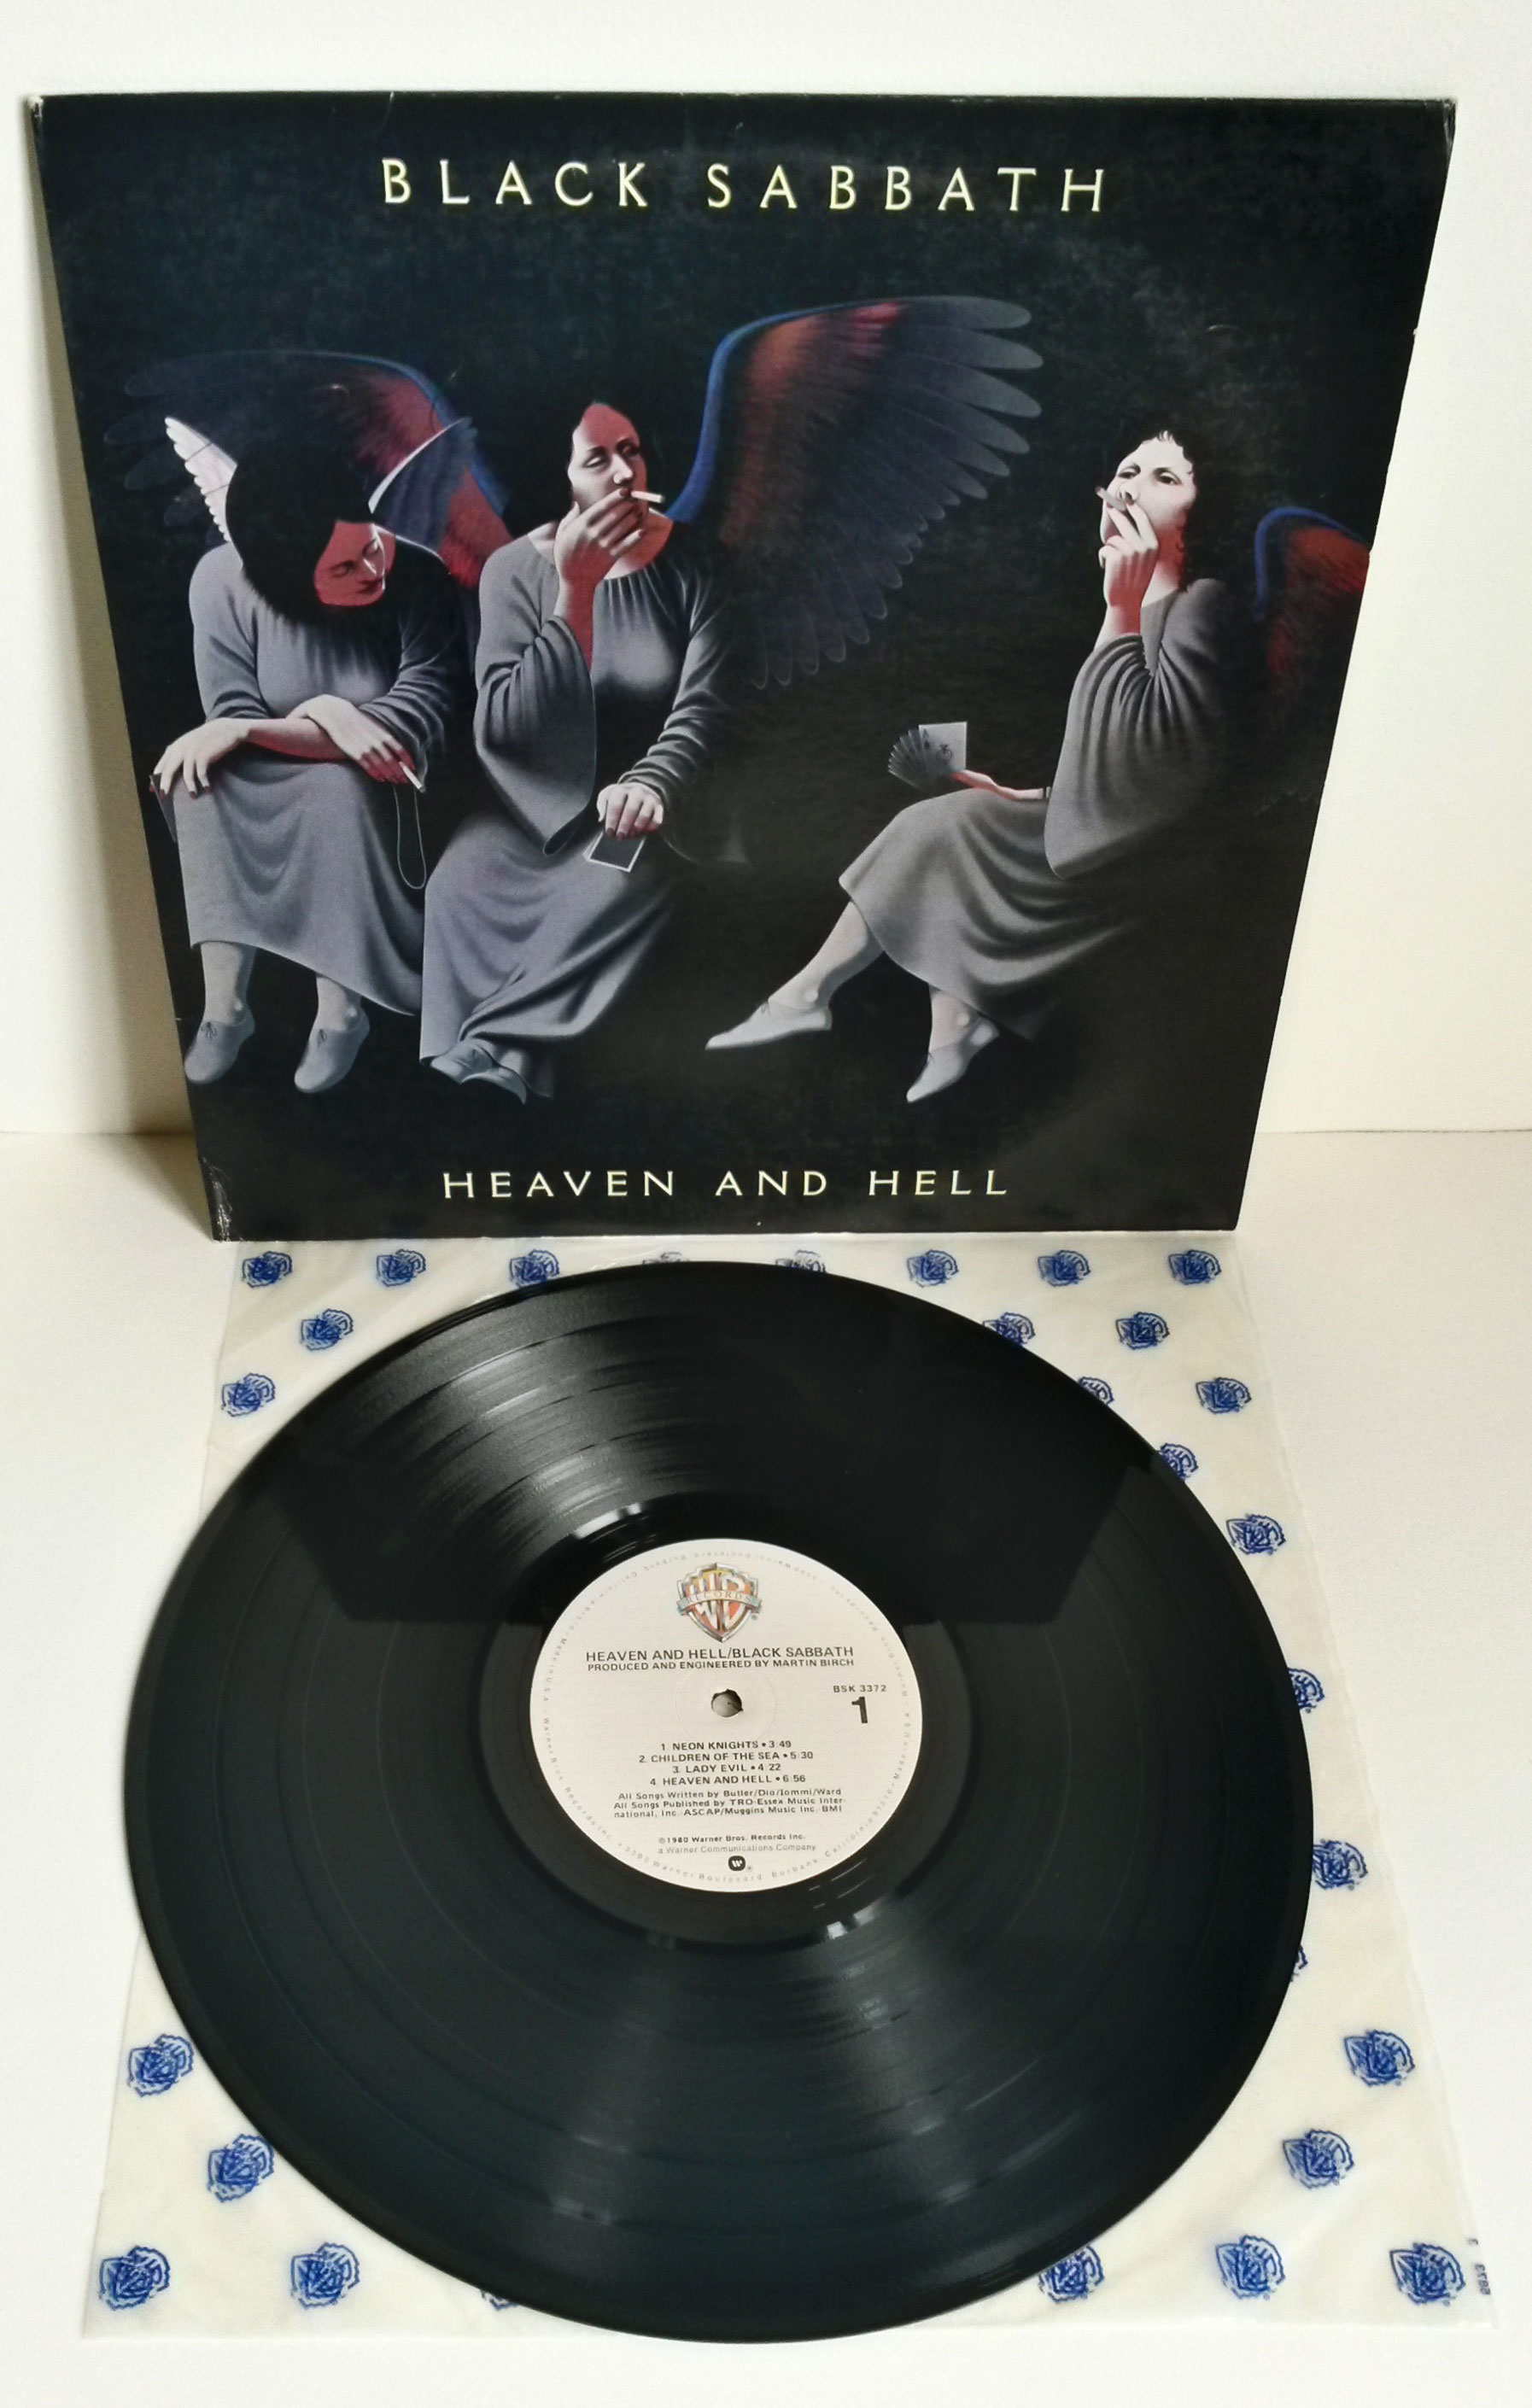 BLACK SABBATH
HEAVEN AND HELL
RECORDS
HEAVEN AND HELL/BLACK SABBATH
PRODUCED AND ENGINEERED BY MARTIN BIRCH
BSK 3372
1
1. NEON KNIGHTS • 3:49
2. CHILDREN OF THE SEA • 5:30
3. LADY EVIL • 4:22
4. HEAVEN AND HELL • 6:56
All Songs Written by Butler/Dio/Iommi/Ward
All Songs Published by TRO-Essex Music Inter-
national, Inc. ASCAP/Muggins Music Inc. BMI
©1980 Warner Bros. Records Inc.
a Warner Communications Company